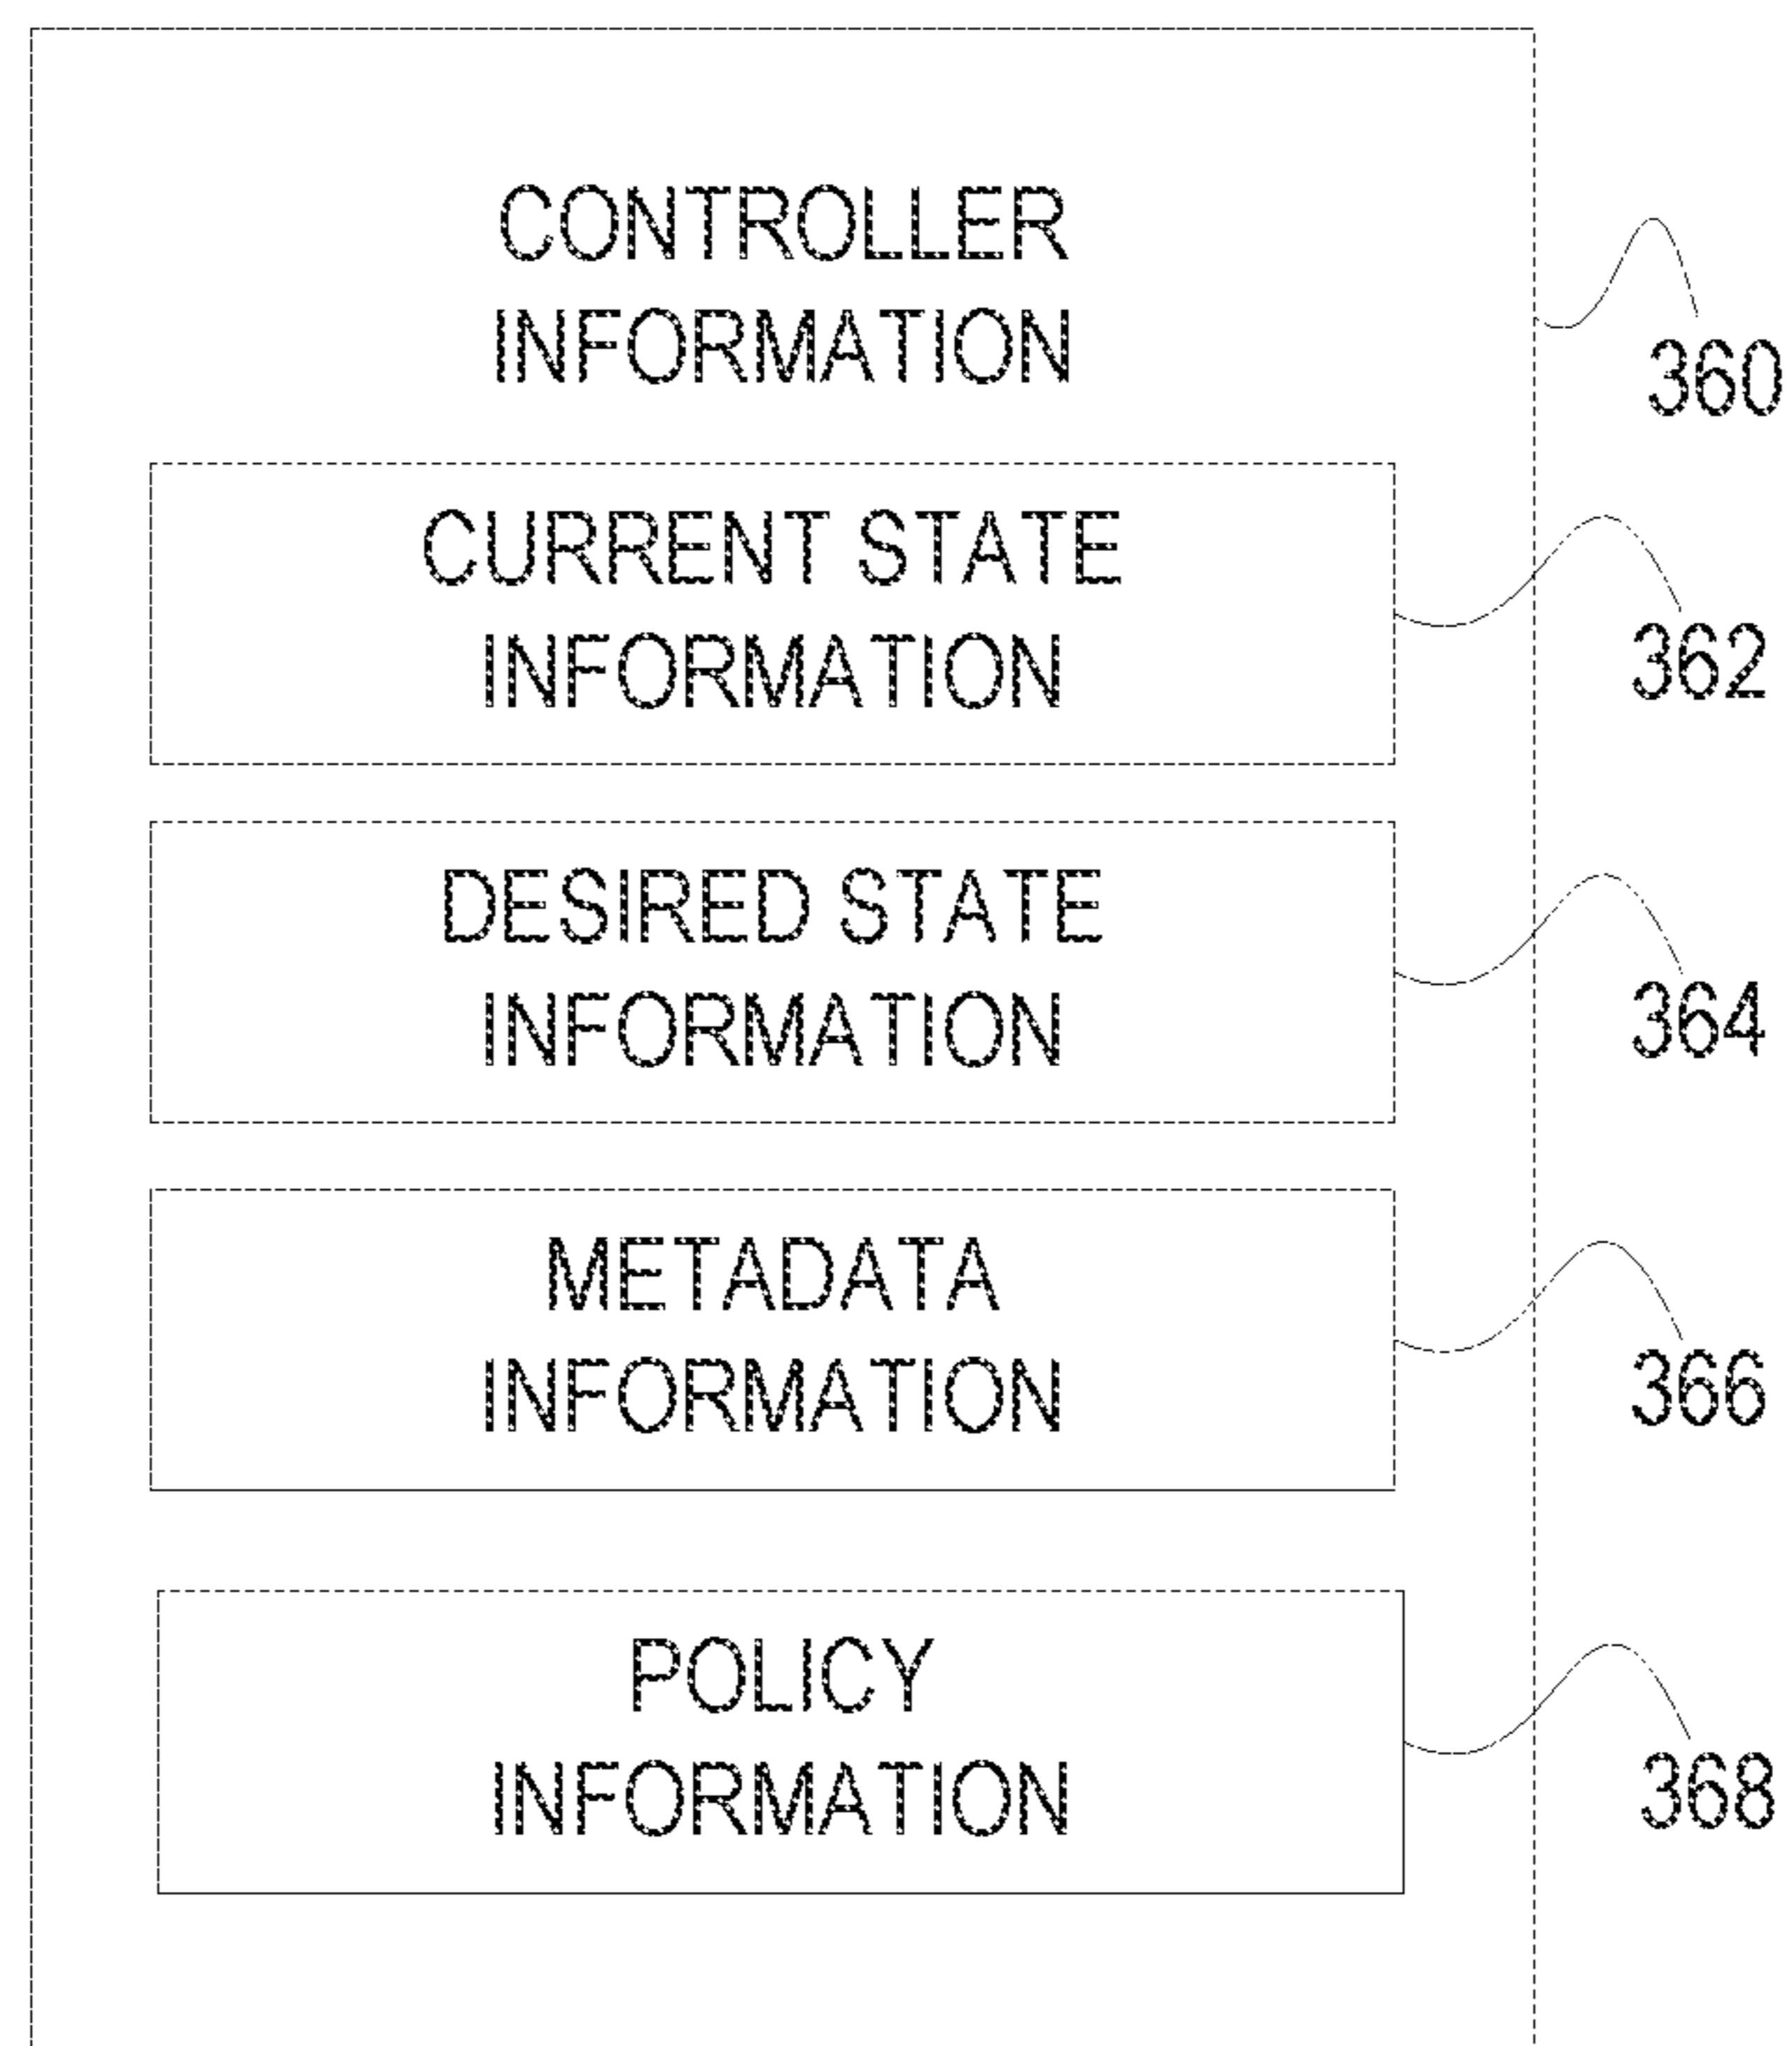 CONTROLLER
INFORMATION
360
CURRENT STATE
INFORMATION
362
DESIRED STATE
INFORMATION
364
METADATA
INFORMATION
366
POLICY
INFORMATION
368